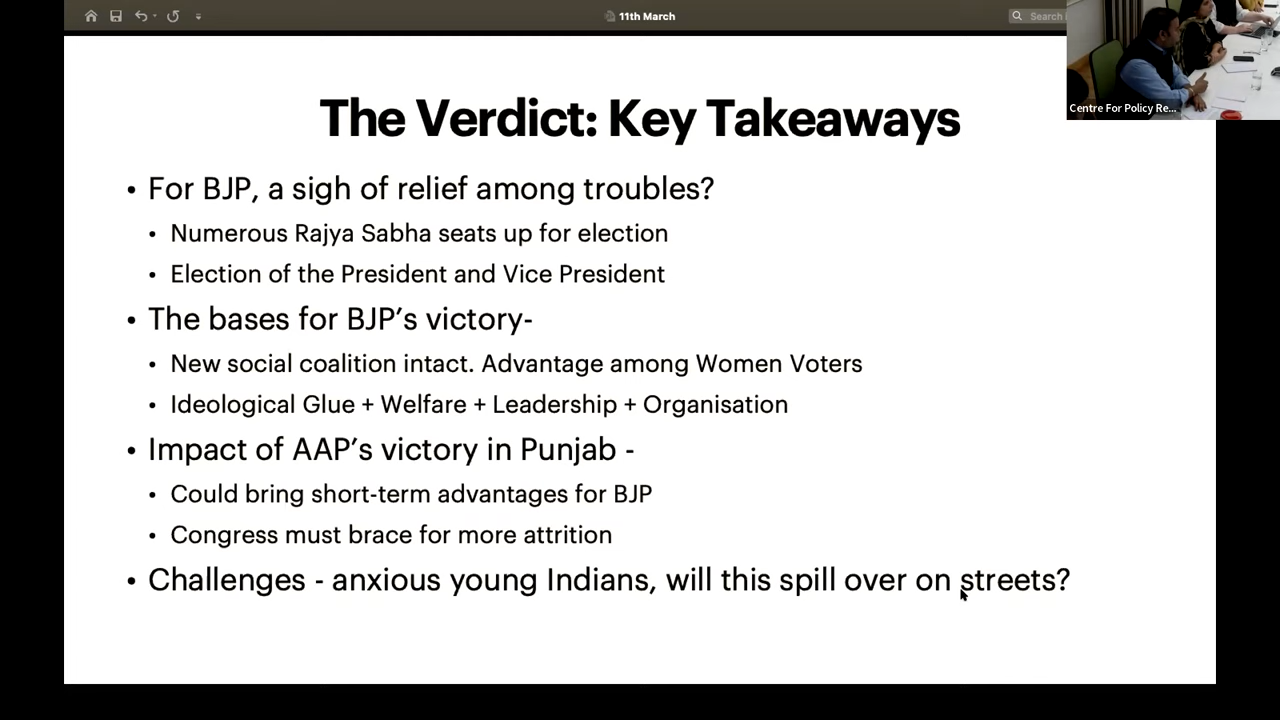 11th March
Search
Centre For Policy Re...
The Verdict: Key Takeaways
• For BJP, a sigh of relief among troubles?
• Numerous Rajya Sabha seats up for election
• Election of the President and Vice President
• The bases for BJP’s victory-
• New social coalition intact. Advantage among Women Voters
• Ideological Glue + Welfare + Leadership + Organisation
• Impact of AAP’s victory in Punjab -
• Could bring short-term advantages for BJP
• Congress must brace for more attrition
• Challenges - anxious young Indians, will this spill over on streets?